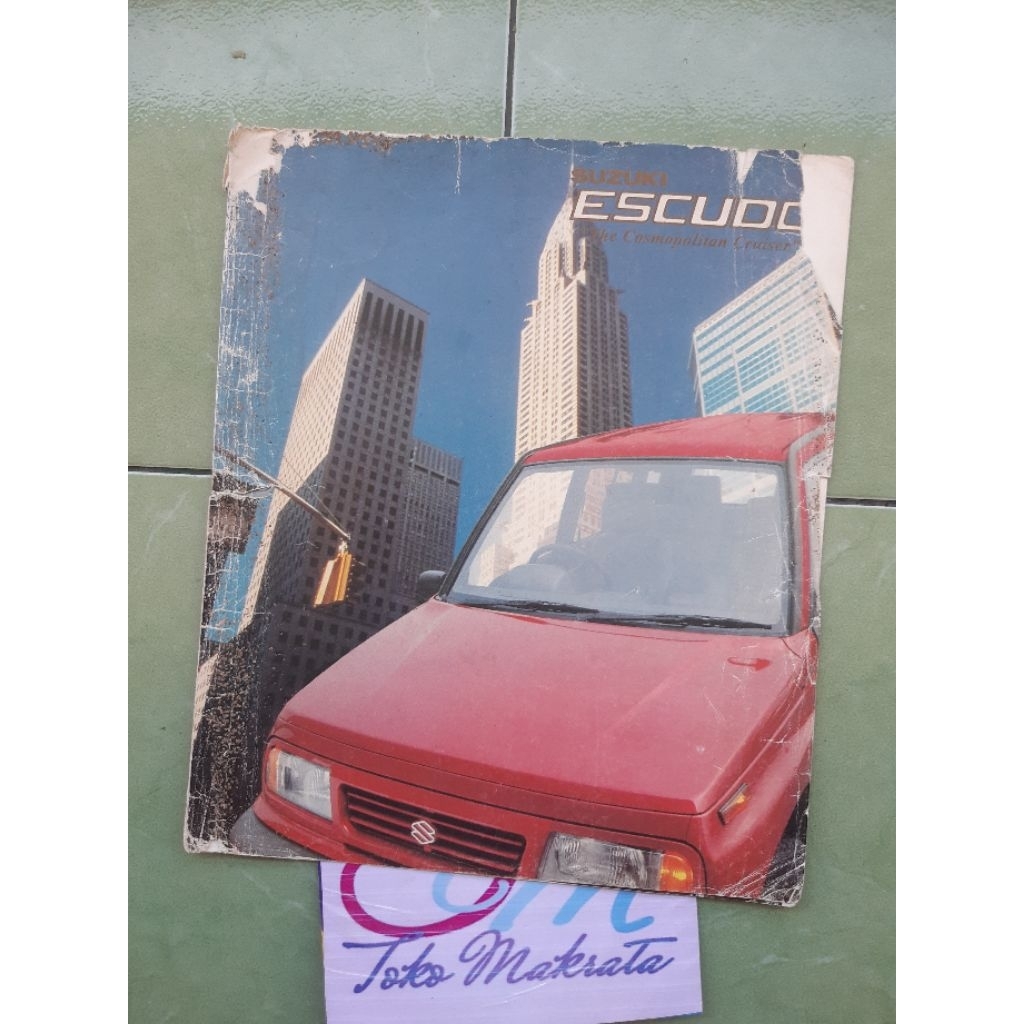 SUZUKI
ESCUDO
The Cosmopolitan Cruiser
Toko Makrata